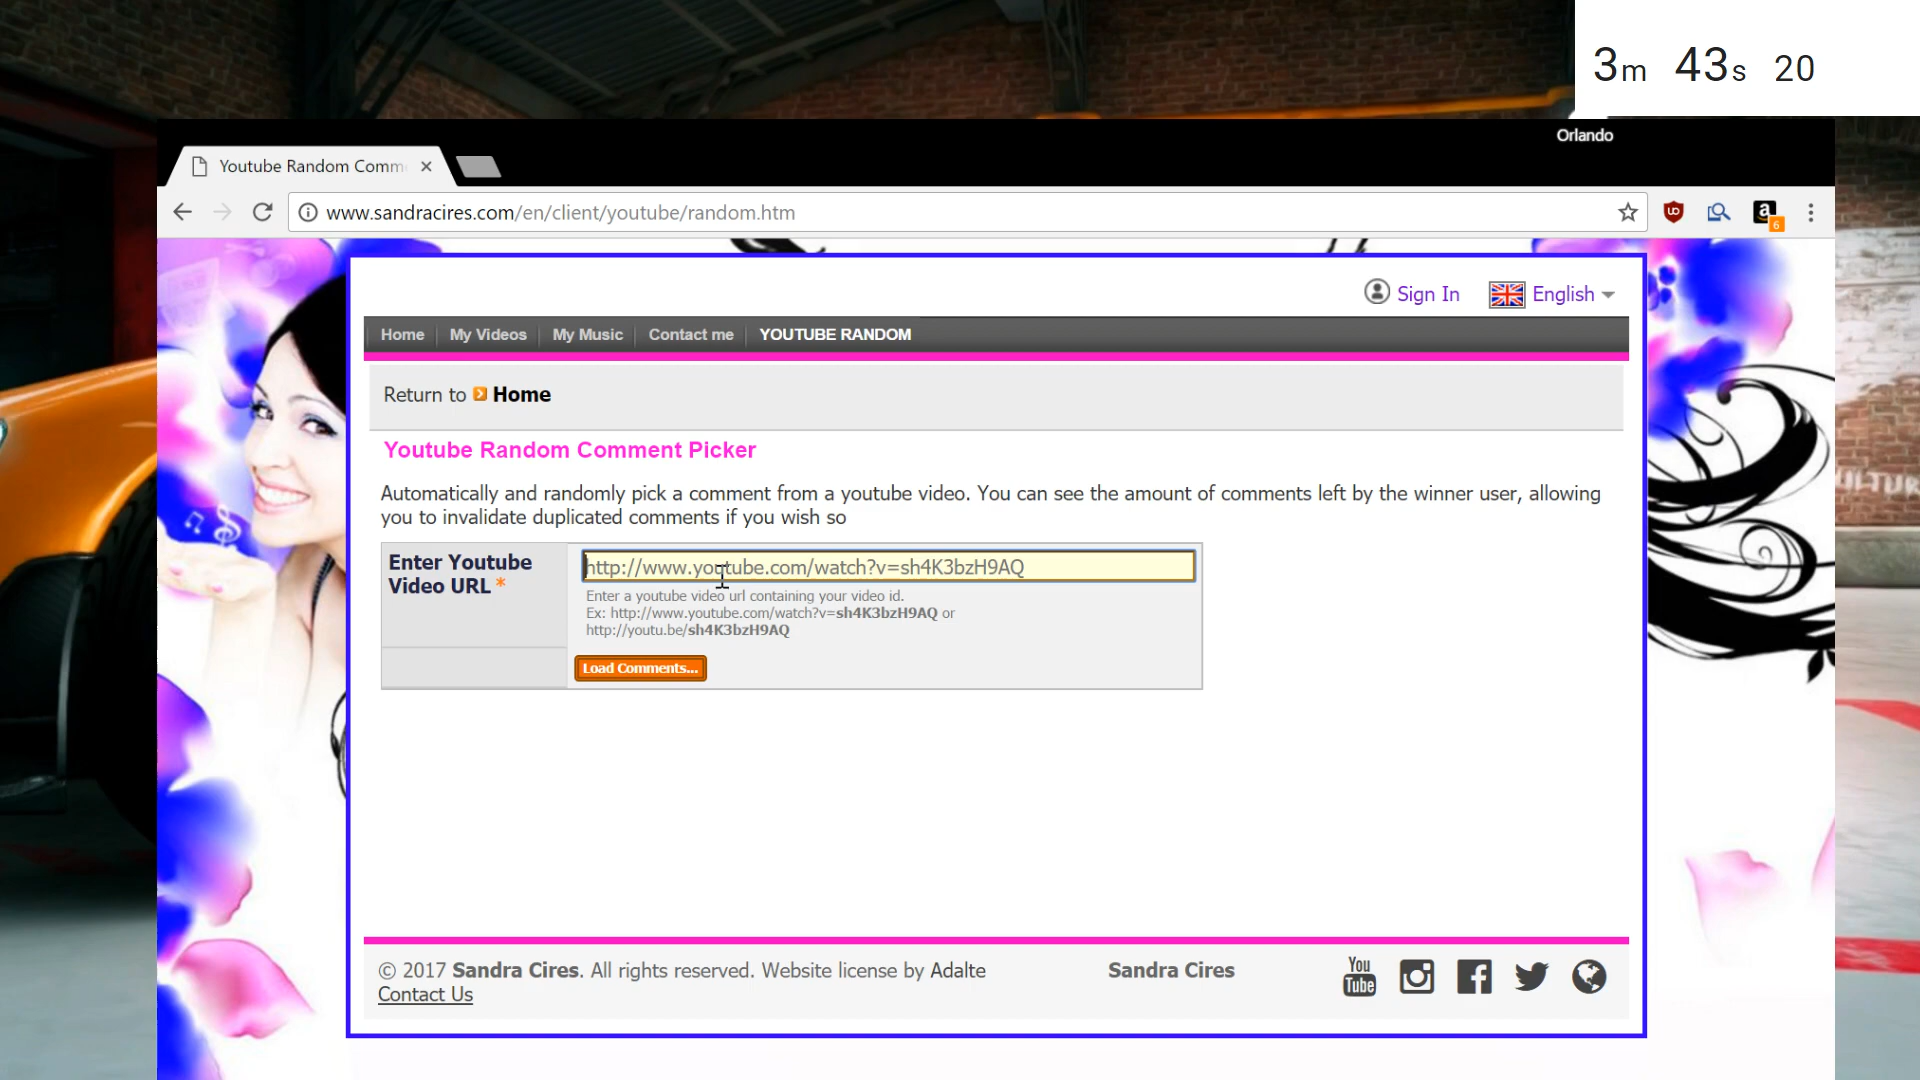 3m 43s 20
Orlando
Youtube Random Comm
www.sandracires.com/en/client/youtube/random.htm
a
6
Sign In English
Home My Videos My Music Contact me YOUTUBE RANDOM
Return to Home
Youtube Random Comment Picker
Automatically and randomly pick a comment from a youtube video. You can see the amount of comments left by the winner user, allowing
you to invalidate duplicated comments if you wish so
Enter Youtube
Video URL *
http://www.youtube.com/watch?v=sh4K3bzH9AQ
Enter a youtube video url containing your video id.
Ex: http://www.youtube.com/watch?v=sh4K3bzH9AQ or
http://youtu.be/sh4K3bzH9AQ
Load Comments...
© 2017 Sandra Cires. All rights reserved. Website license by Adalte
Contact Us
Sandra Cires
You
Tube